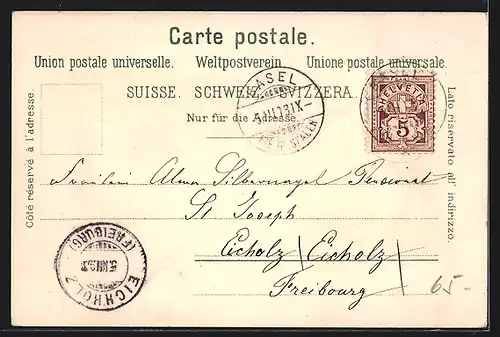 Carte postale.
Union postale universelle. Weltpostverein. Unione postale universale.
SUISSE. SCHWEIZ. SVIZZERA.
Nur für die Adresse.
Côté réservé à l'adresse.
Lato riservato all' indirizzo.
BASEL
HELVETIA
5
Fräulein Alma Silbernagel Pensionat
St Joseph
Eicholz Eicholz
Freibourg
EICHHOLZ
(FREIBURG)
65-